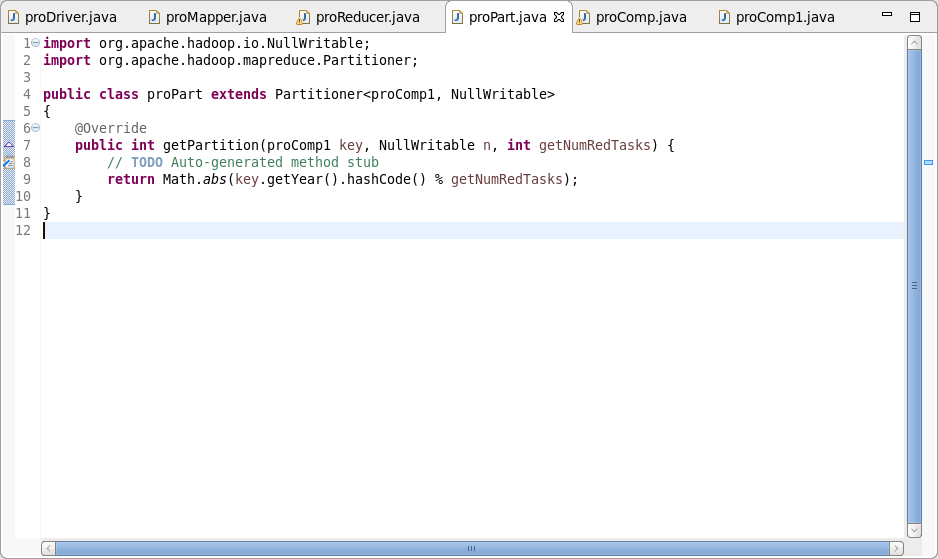 proDriver.java proMapper.java proReducer.java proPart.java proComp.java proComp1.java
1 import org.apache.hadoop.io.NullWritable;
2 import org.apache.hadoop.mapreduce.Partitioner;
3
4 public class proPart extends Partitioner<proComp1, NullWritable>
5 {
6 @Override
7 public int getPartition(proComp1 key, NullWritable n, int getNumRedTasks) {
8 // TODO Auto-generated method stub
9 return Math.abs(key.getYear().hashCode() % getNumRedTasks);
10 }
11 }
12